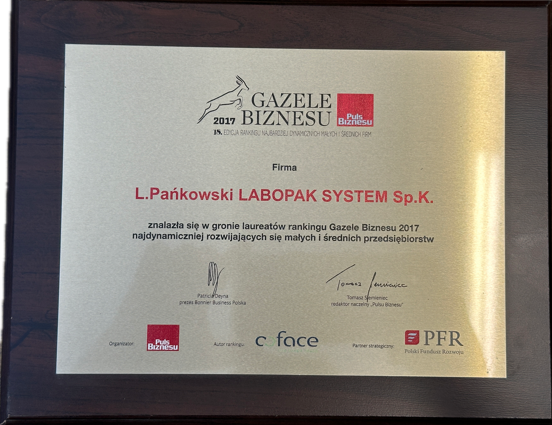 GAZELE
2017 BIZNESU
Puls
Biznesu
18. EDYCJA RANKINGU NAJBARDZIEJ DYNAMICZNYCH MAŁYCH I ŚREDNICH FIRM
Firma
L.Pańkowski LABOPAK SYSTEM Sp.K.
znalazła się w gronie laureatów rankingu Gazele Biznesu 2017
najdynamiczniej rozwijających się małych i średnich przedsiębiorstw
Patricia Deyna
prezes Bonnier Business Polska
Tomasz Siemieniec
redaktor naczelny „Pulsu Biznesu”
Organizator:
Puls
Biznesu
Autor rankingu:
coface
Partner strategiczny:
PFR
Polski Fundusz Rozwoju